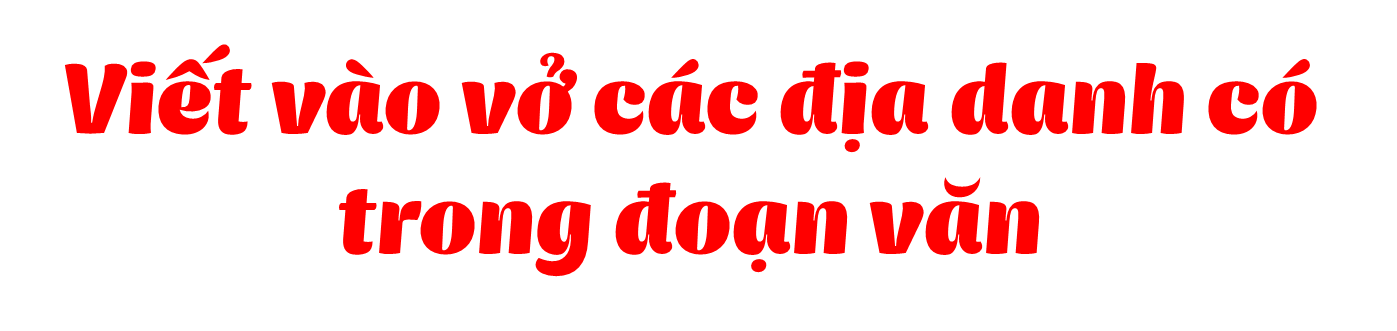 Viết vào vở các địa danh có
trong đoạn văn